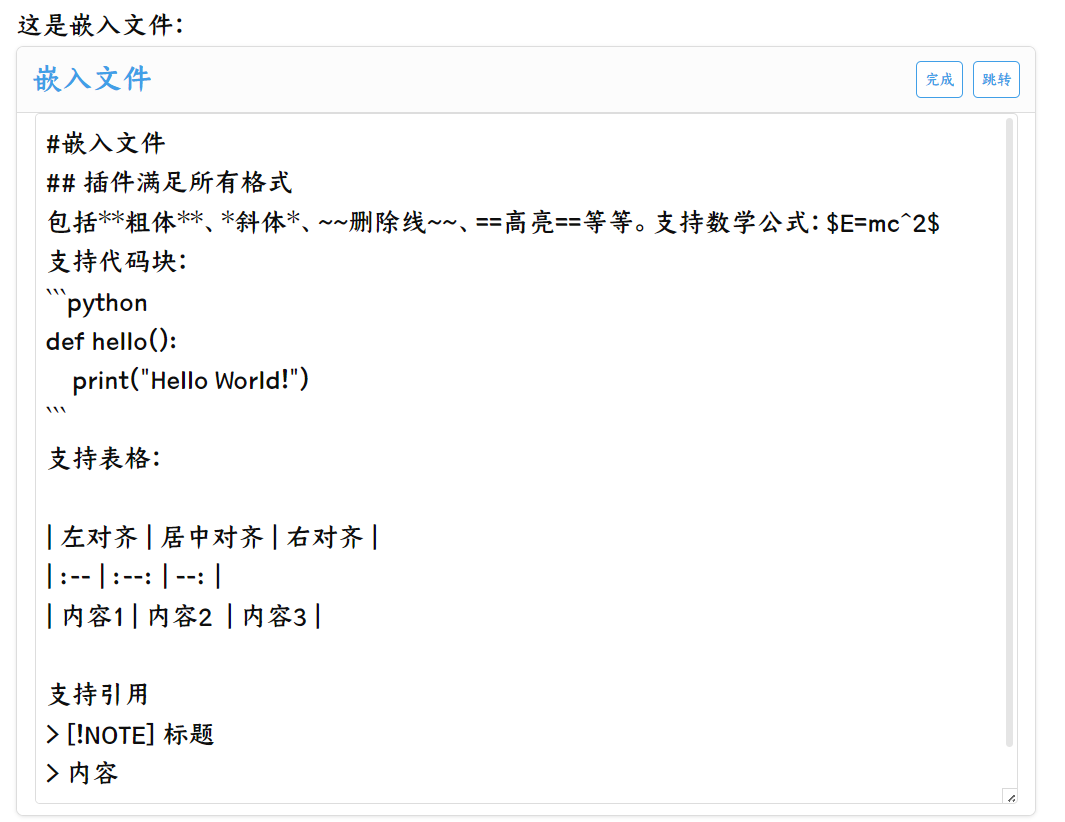 这是嵌入文件：
嵌入文件
完成
跳转
#嵌入文件
## 插件满足所有格式
包括**粗体**、*斜体*、~~删除线~~、==高亮==等等。支持数学公式：$E=mc^2$
支持代码块：
```python
def hello():
    print("Hello World!")
```
支持表格：

| 左对齐 | 居中对齐 | 右对齐 |
| :-- | :--: | --: |
| 内容1 | 内容2  | 内容3 |

支持引用
> [!NOTE] 标题
> 内容